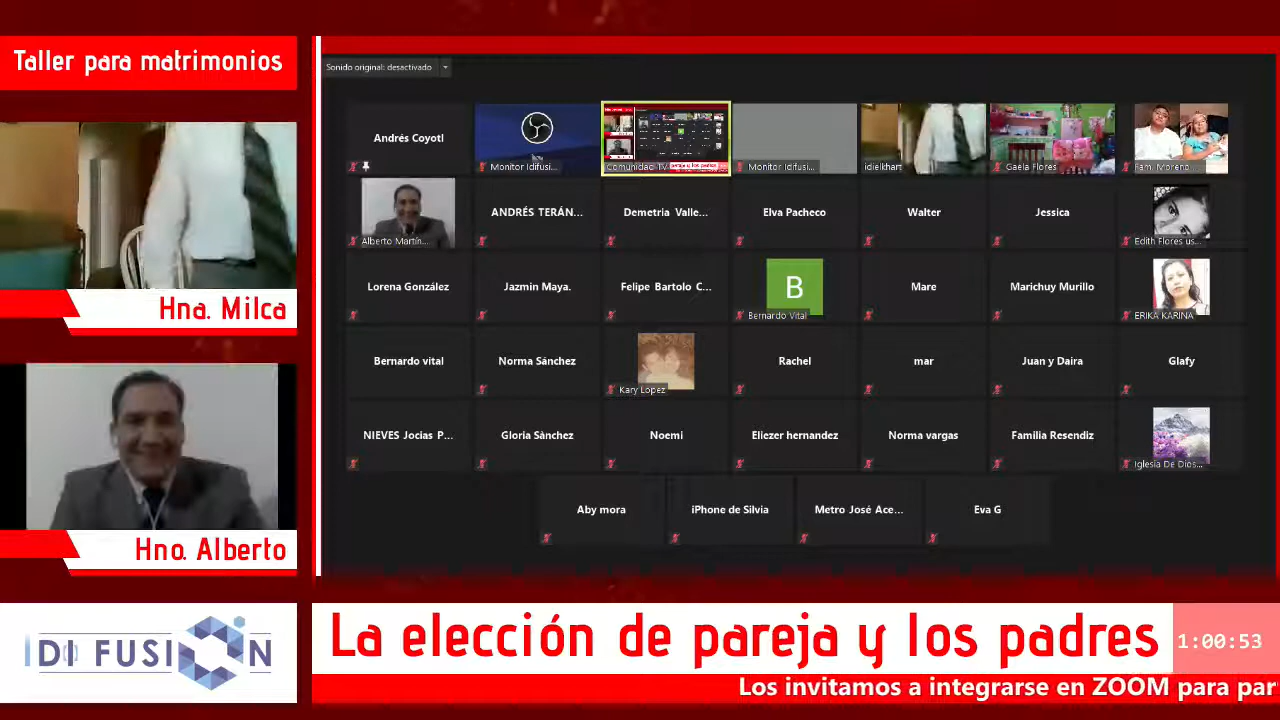 Taller para matrimonios
Sonido original: desactivado
Andrés Coyotl
Monitor Idifusi...
Comunidad TV
Monitor Idifusi...
idielkhart
Gaela Flores
Fam. Moreno
Alberto Martín...
ANDRÉS TERÁN...
Demetria Valle...
Elva Pacheco
Walter
Jessica
Edith Flores us...
Hna. Milca
Lorena González
Jazmin Maya.
Felipe Bartolo C...
B
Bernardo Vital
Mare
Marichuy Murillo
ERIKA KARINA
Bernardo vital
Norma Sánchez
Kary Lopez
Rachel
mar
Juan y Daira
Glafy
NIEVES Jocias P...
Gloria Sànchez
Noemi
Eliezer hernandez
Norma vargas
Familia Resendiz
Iglesia De Dios...
Aby mora
iPhone de Silvia
Metro José Ace...
Eva G
Hno. Alberto
IDI FUSIÓN
La elección de pareja y los padres
1:00:53
Los invitamos a integrarse en ZOOM para par